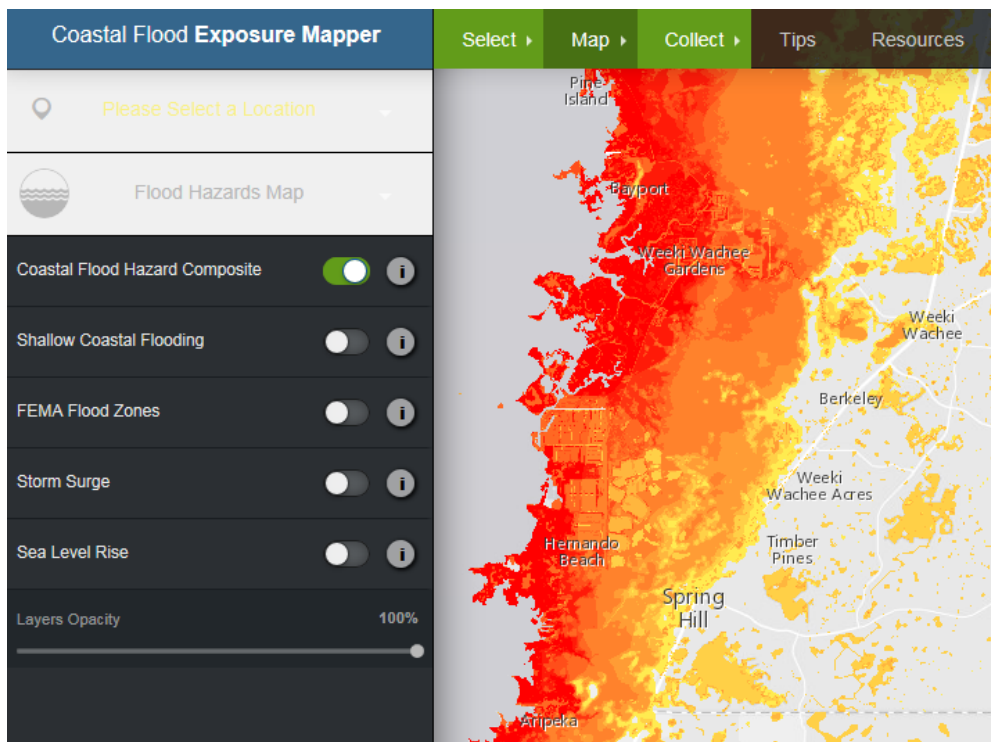 Coastal Flood Exposure Mapper
Select
Map
Collect
Tips
Resources
Please Select a Location
Flood Hazards Map
Coastal Flood Hazard Composite
Shallow Coastal Flooding
FEMA Flood Zones
Storm Surge
Sea Level Rise
Layers Opacity 100%
Pine
Island
Bayport
Weeki Wachee
Gardens
Weeki
Wachee
Berkeley
Weeki
Wachee Acres
Hernando
Beach
Timber
Pines
Spring
Hill
Aripeka